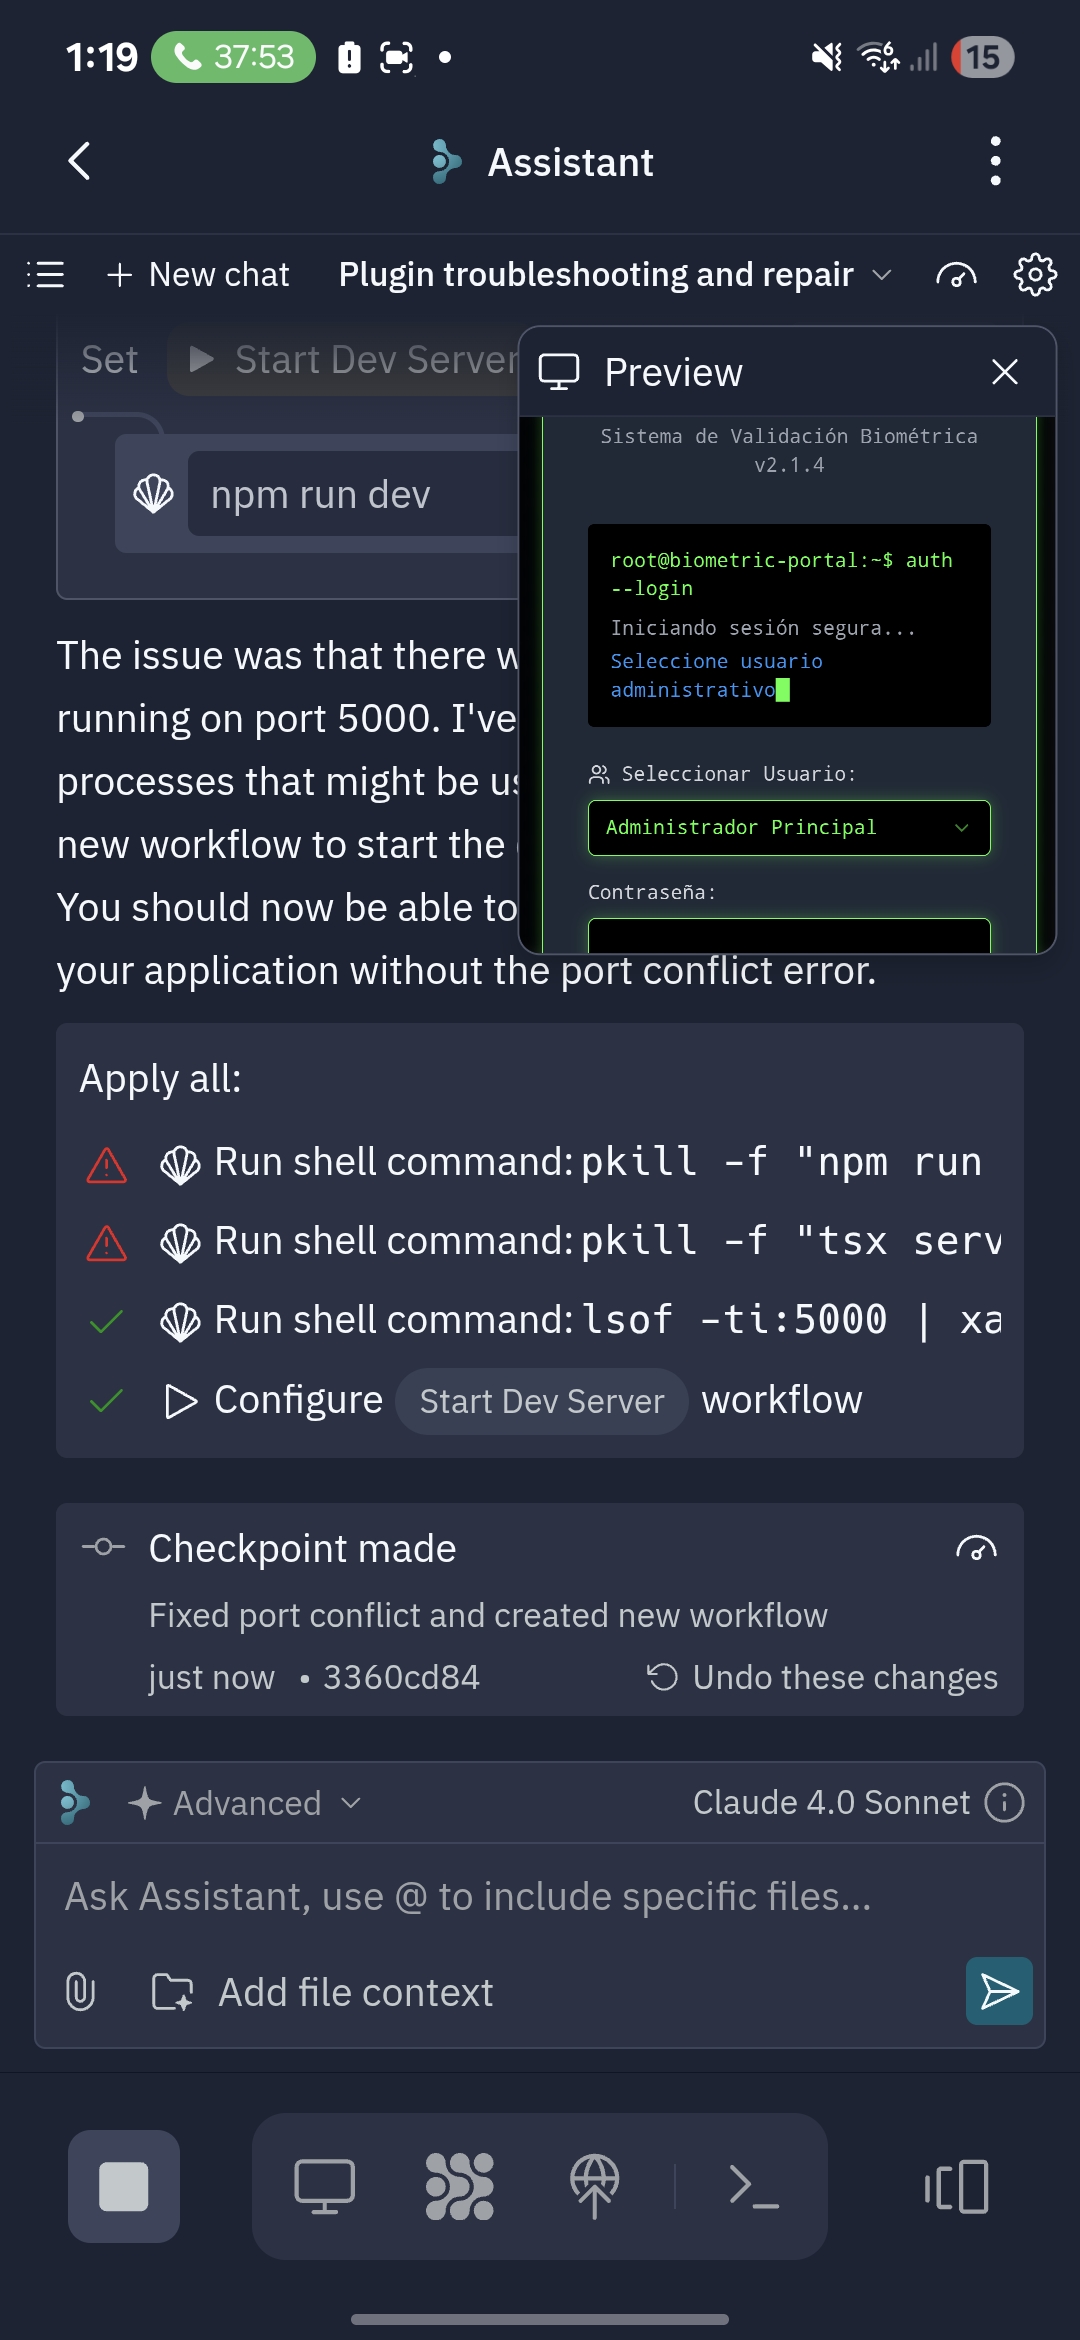 1:19 37:53 15
Assistant
New chat Plugin troubleshooting and repair
Set Start Dev Server
npm run dev
Preview
Sistema de Validación Biométrica
v2.1.4
root@biometric-portal:~$ auth
--login
Iniciando sesión segura...
Seleccione usuario
administrativo
Seleccionar Usuario:
Administrador Principal
Contraseña:
The issue was that there
running on port 5000. I've
processes that might be
new workflow to start the
You should now be able to
your application without the port conflict error.
Apply all:
Run shell command: pkill -f "npm run
Run shell command: pkill -f "tsx serv
Run shell command: lsof -ti:5000 | xa
Configure Start Dev Server workflow
Checkpoint made
Fixed port conflict and created new workflow
just now • 3360cd84 Undo these changes
Advanced Claude 4.0 Sonnet
Ask Assistant, use @ to include specific files...
Add file context